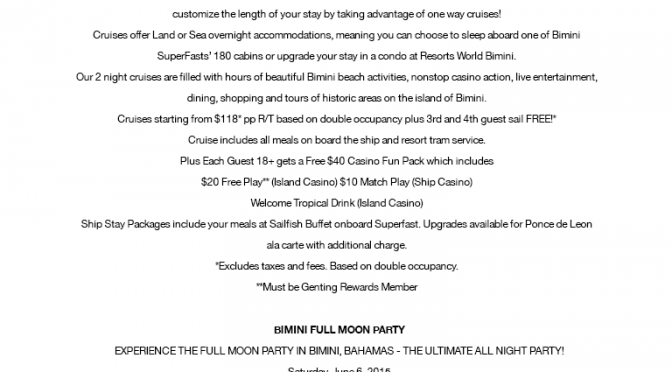 customize the length of your stay by taking advantage of one way cruises!
Cruises offer Land or Sea overnight accommodations, meaning you can choose to sleep aboard one of Bimini
SuperFasts' 180 cabins or upgrade your stay in a condo at Resorts World Bimini.
Our 2 night cruises are filled with hours of beautiful Bimini beach activities, nonstop casino action, live entertainment,
dining, shopping and tours of historic areas on the island of Bimini.
Cruises starting from $118* pp R/T based on double occupancy plus 3rd and 4th guest sail FREE!*
Cruise includes all meals on board the ship and resort tram service.
Plus Each Guest 18+ gets a Free $40 Casino Fun Pack which includes
$20 Free Play** (Island Casino) $10 Match Play (Ship Casino)
Welcome Tropical Drink (Island Casino)
Ship Stay Packages include your meals at Sailfish Buffet onboard Superfast. Upgrades available for Ponce de Leon
ala carte with additional charge.
*Excludes taxes and fees. Based on double occupancy.
**Must be Genting Rewards Member
BIMINI FULL MOON PARTY
EXPERIENCE THE FULL MOON PARTY IN BIMINI, BAHAMAS - THE ULTIMATE ALL NIGHT PARTY!
Saturday, June 6, 2015